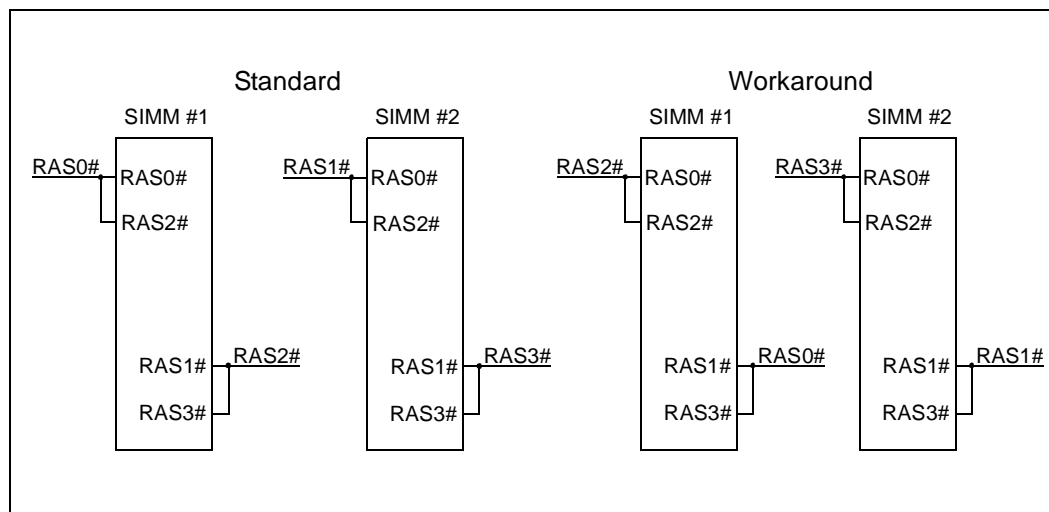 Standard
Workaround
SIMM #1
SIMM #2
SIMM #1
SIMM #2
RAS0#
RAS0#
RAS2#
RAS1#
RAS3#
RAS2#
RAS1#
RAS0#
RAS2#
RAS1#
RAS3#
RAS3#
RAS2#
RAS0#
RAS2#
RAS1#
RAS3#
RAS0#
RAS3#
RAS0#
RAS2#
RAS1#
RAS3#
RAS1#